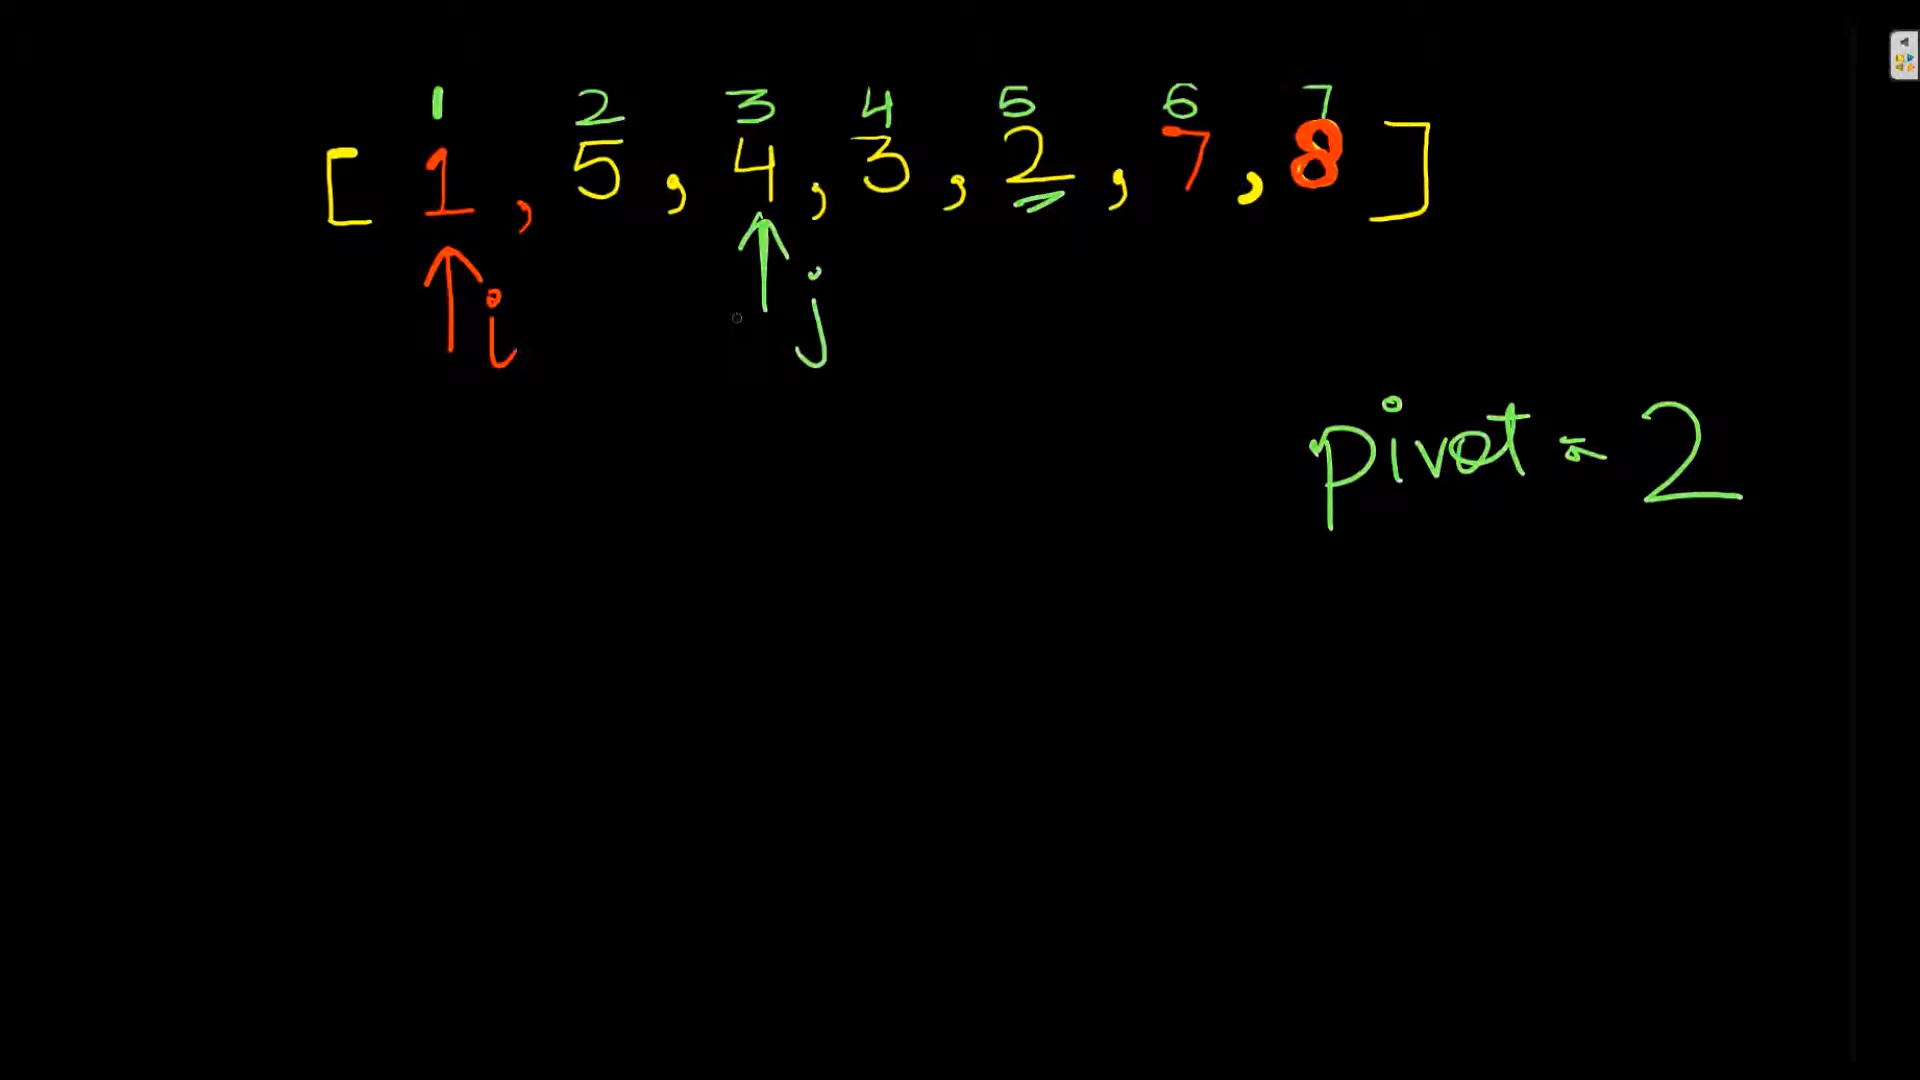 1 2 3 4 5 6 7
[ 1 , 5 , 4 , 3 , 2 , 7 , 8 ]
i j
pivot = 2